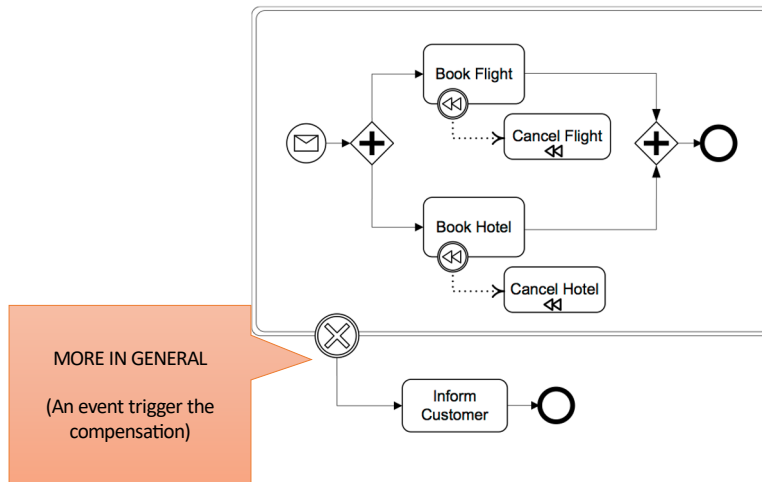 Book Flight
Cancel Flight
Book Hotel
Cancel Hotel
MORE IN GENERAL
(An event trigger the
compensation)
Inform
Customer